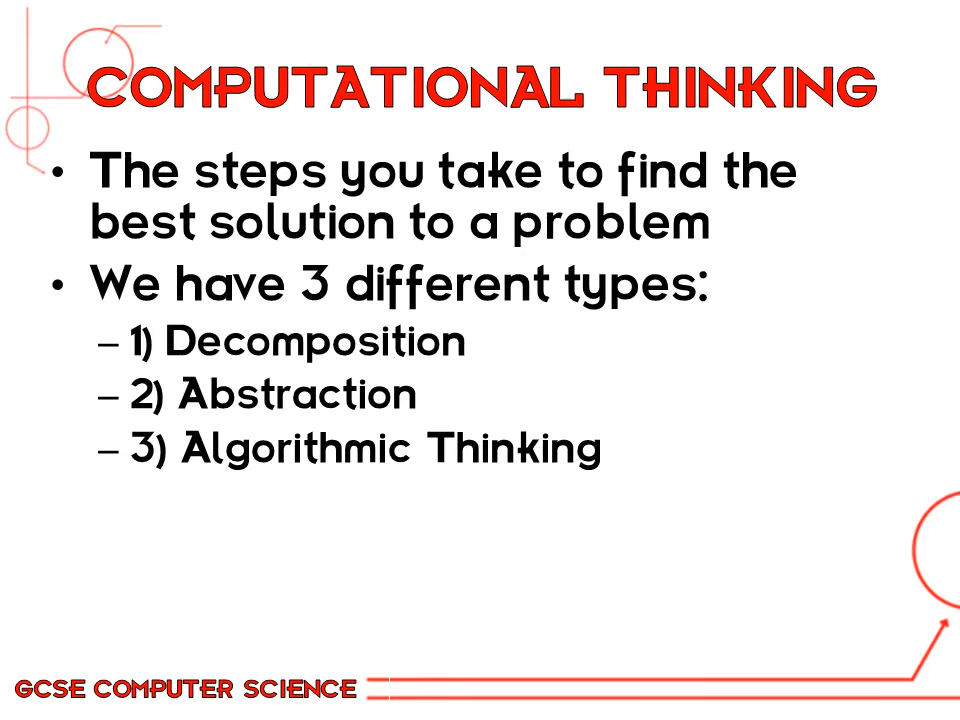 COMPUTATIONAL THINKING
• The steps you take to find the
best solution to a problem
• We have 3 different types:
– 1) Decomposition
– 2) Abstraction
– 3) Algorithmic Thinking
GCSE COMPUTER SCIENCE